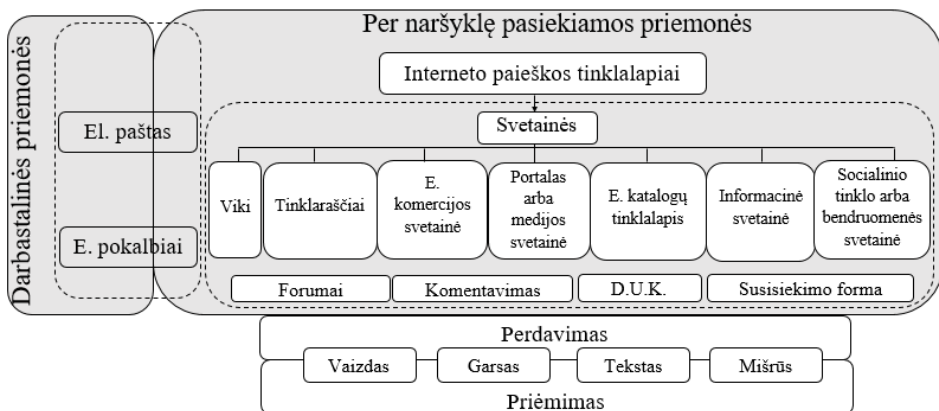 Darbastalinės priemonės
Per naršyklę pasiekiamos priemonės
Interneto paieškos tinklalapiai
El. paštas
Svetainės
Viki
Tinklaraščiai
E.
komercijos
svetainė
Portalas
arba
medijos
svetainė
E. katalogų
tinklalapis
Informacinė
svetainė
Socialinio
tinklo arba
bendruomenės
svetainė
E. pokalbiai
Forumai
Komentavimas
D.U.K.
Susisiekimo forma
Perdavimas
Vaizdas
Garsas
Tekstas
Mišrūs
Priėmimas